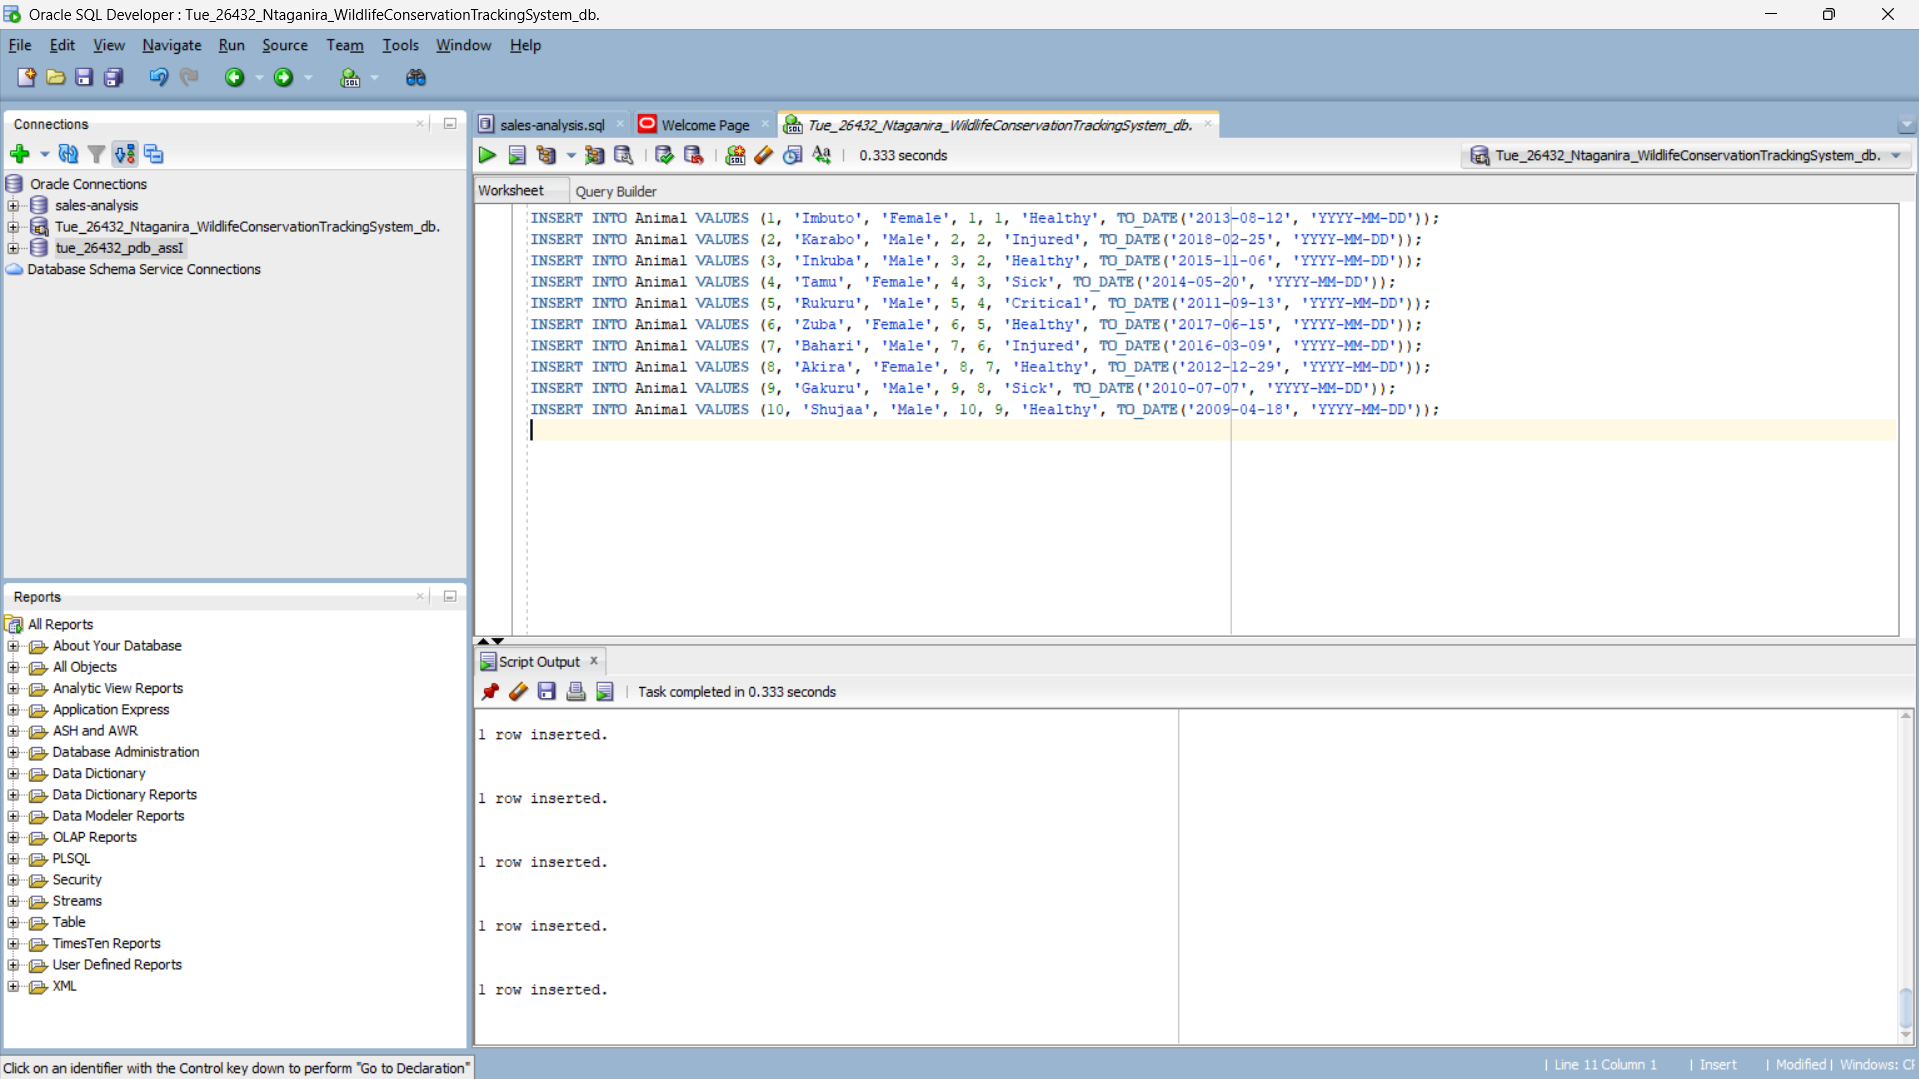 Oracle SQL Developer : Tue_26432_Ntaganira_WildlifeConservationTrackingSystem_db.
File Edit View Navigate Run Source Team Tools Window Help
Connections
Oracle Connections
sales-analysis
Tue_26432_Ntaganira_WildlifeConservationTrackingSystem_db.
tue_26432_pdb_assI
Database Schema Service Connections
Reports
All Reports
About Your Database
All Objects
Analytic View Reports
Application Express
ASH and AWR
Database Administration
Data Dictionary
Data Dictionary Reports
Data Modeler Reports
OLAP Reports
PLSQL
Security
Streams
Table
TimesTen Reports
User Defined Reports
XML
sales-analysis.sql Welcome Page Tue_26432_Ntaganira_WildlifeConservationTrackingSystem_db.
0.333 seconds Tue_26432_Ntaganira_WildlifeConservationTrackingSystem_db.
Worksheet Query Builder
INSERT INTO Animal VALUES (1, 'Imbuto', 'Female', 1, 1, 'Healthy', TO_DATE('2013-08-12', 'YYYY-MM-DD'));
INSERT INTO Animal VALUES (2, 'Karabo', 'Male', 2, 2, 'Injured', TO_DATE('2018-02-25', 'YYYY-MM-DD'));
INSERT INTO Animal VALUES (3, 'Inkuba', 'Male', 3, 2, 'Healthy', TO_DATE('2015-11-06', 'YYYY-MM-DD'));
INSERT INTO Animal VALUES (4, 'Tamu', 'Female', 4, 3, 'Sick', TO_DATE('2014-05-20', 'YYYY-MM-DD'));
INSERT INTO Animal VALUES (5, 'Rukuru', 'Male', 5, 4, 'Critical', TO_DATE('2011-09-13', 'YYYY-MM-DD'));
INSERT INTO Animal VALUES (6, 'Zuba', 'Female', 6, 5, 'Healthy', TO_DATE('2017-06-15', 'YYYY-MM-DD'));
INSERT INTO Animal VALUES (7, 'Bahari', 'Male', 7, 6, 'Injured', TO_DATE('2016-03-09', 'YYYY-MM-DD'));
INSERT INTO Animal VALUES (8, 'Akira', 'Female', 8, 7, 'Healthy', TO_DATE('2012-12-29', 'YYYY-MM-DD'));
INSERT INTO Animal VALUES (9, 'Gakuru', 'Male', 9, 8, 'Sick', TO_DATE('2010-07-07', 'YYYY-MM-DD'));
INSERT INTO Animal VALUES (10, 'Shujaa', 'Male', 10, 9, 'Healthy', TO_DATE('2009-04-18', 'YYYY-MM-DD'));
Script Output
Task completed in 0.333 seconds
1 row inserted.
1 row inserted.
1 row inserted.
1 row inserted.
1 row inserted.
Click on an identifier with the Control key down to perform "Go to Declaration"
Line 11 Column 1 Insert Modified Windows: